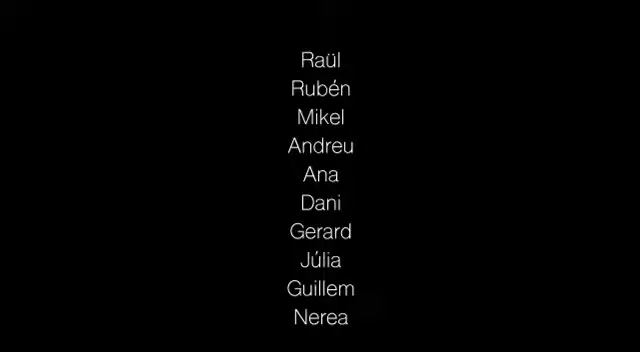 Raül
Rubén
Mikel
Andreu
Ana
Dani
Gerard
Júlia
Guillem
Nerea